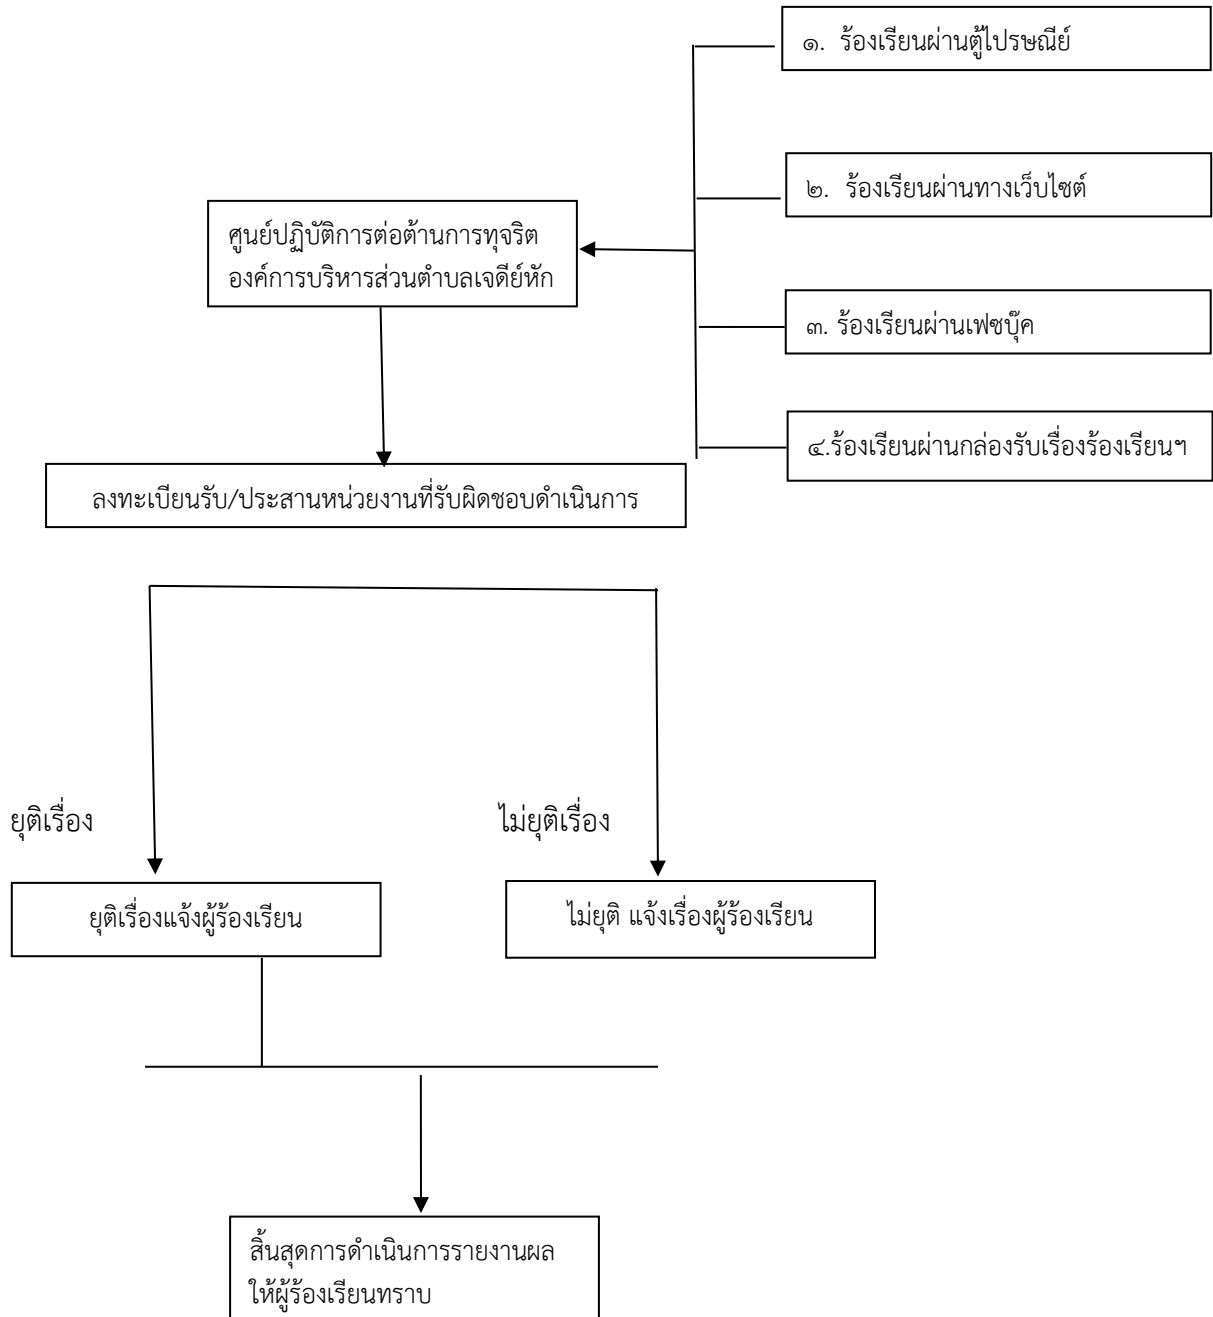 ๑. ร้องเรียนผ่านตู้ไปรษณีย์
๒. ร้องเรียนผ่านทางเว็บไซต์
ศูนย์ปฏิบัติการต่อต้านการทุจริต
องค์การบริหารส่วนตำบลเจดีย์หัก
๓. ร้องเรียนผ่านเฟซบุ๊ค
๔.ร้องเรียนผ่านกล่องรับเรื่องร้องเรียนฯ
ลงทะเบียนรับ/ประสานหน่วยงานที่รับผิดชอบดำเนินการ
ยุติเรื่อง
ไม่ยุติเรื่อง
ยุติเรื่องแจ้งผู้ร้องเรียน
ไม่ยุติ แจ้งเรื่องผู้ร้องเรียน
สิ้นสุดการดำเนินการรายงานผล
ให้ผู้ร้องเรียนทราบ